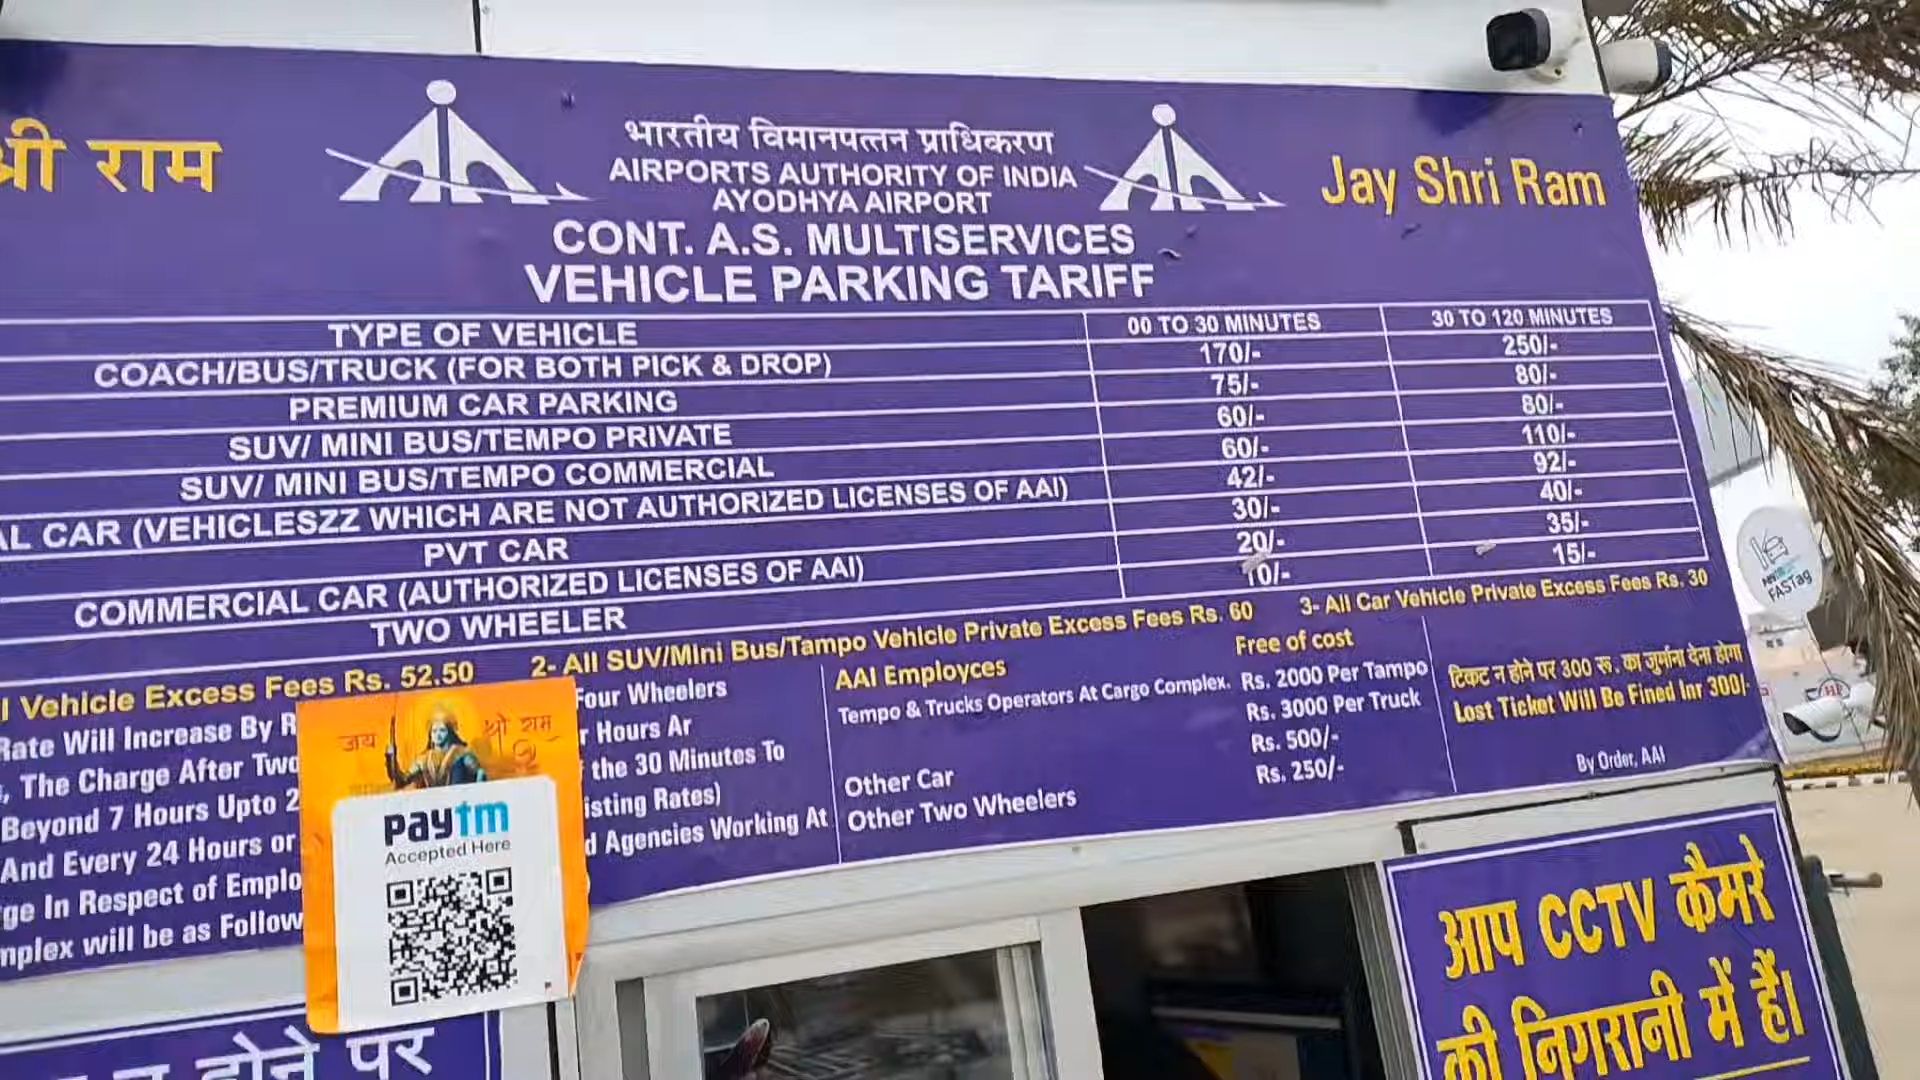 श्री राम
भारतीय विमानपत्तन प्राधिकरण
AIRPORTS AUTHORITY OF INDIA
AYODHYA AIRPORT
Jay Shri Ram
CONT. A.S. MULTISERVICES
VEHICLE PARKING TARIFF
TYPE OF VEHICLE 00 TO 30 MINUTES 30 TO 120 MINUTES
COACH/BUS/TRUCK (FOR BOTH PICK & DROP) 170/- 250/-
PREMIUM CAR PARKING 75/- 80/-
SUV/ MINI BUS/TEMPO PRIVATE 60/- 80/-
SUV/ MINI BUS/TEMPO COMMERCIAL 60/- 110/-
AL CAR (VEHICLESZZ WHICH ARE NOT AUTHORIZED LICENSES OF AAI) 42/- 92/-
PVT CAR 30/- 40/-
COMMERCIAL CAR (AUTHORIZED LICENSES OF AAI) 20/- 35/-
TWO WHEELER 10/- 15/-
l Vehicle Excess Fees Rs. 52.50 2- All SUV/Mini Bus/Tampo Vehicle Private Excess Fees Rs. 60 3- All Car Vehicle Private Excess Fees Rs. 30
Rate Will Increase By R
Four Wheelers
, The Charge After Two
r Hours Ar
Beyond 7 Hours Upto 2
the 30 Minutes To
And Every 24 Hours or
isting Rates)
ge In Respect of Emplo
d Agencies Working At
mplex will be as Follow
AAI Employces Free of cost
Tempo & Trucks Operators At Cargo Complex. Rs. 2000 Per Tampo
Rs. 3000 Per Truck
Other Car Rs. 500/-
Other Two Wheelers Rs. 250/-
टिकट न होने पर 300 रू. का जुर्माना देना होगा
Lost Ticket Will Be Fined Inr 300/-
By Order, AAI
जय श्री राम
paytm
Accepted Here
FASTag
आप CCTV कैमरे
की निगरानी में हैं।
न होने पर